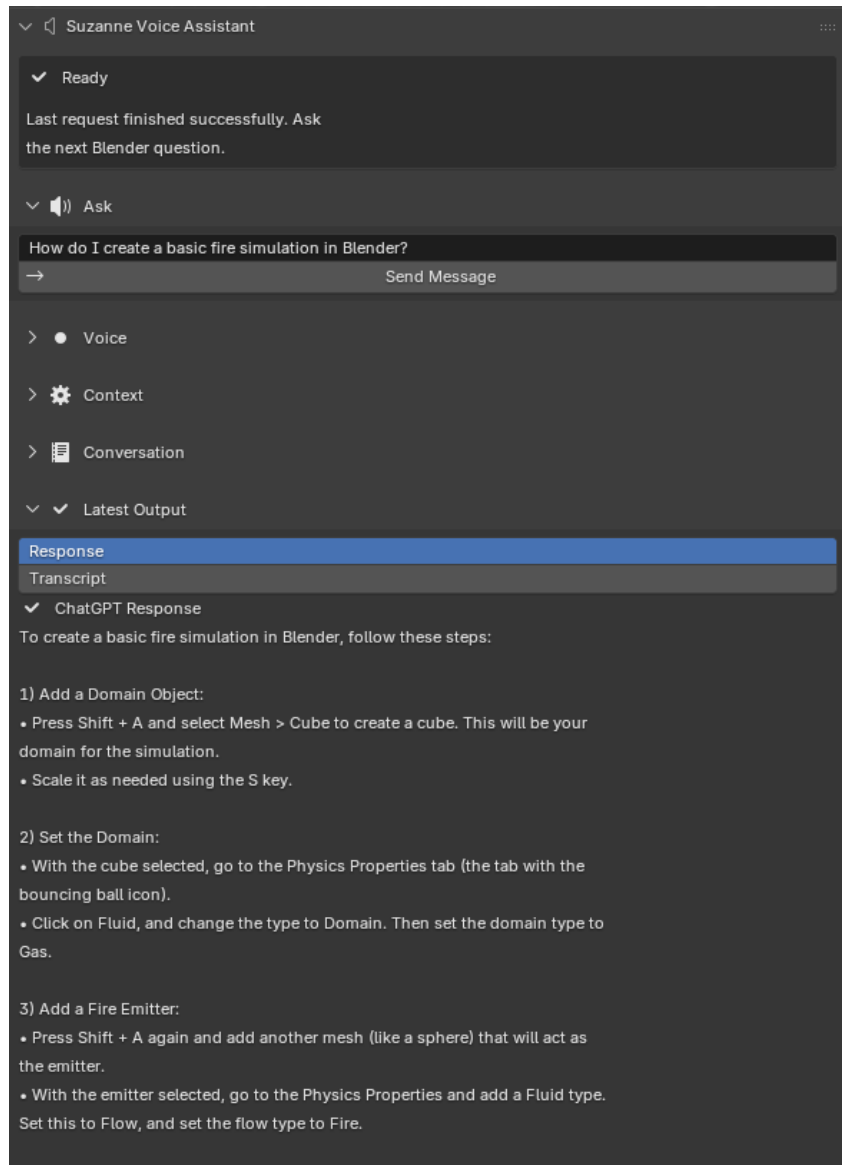 Suzanne Voice Assistant
Ready
Last request finished successfully. Ask
the next Blender question.
Ask
How do I create a basic fire simulation in Blender?
Send Message
Voice
Context
Conversation
Latest Output
Response
Transcript
ChatGPT Response
To create a basic fire simulation in Blender, follow these steps:
1) Add a Domain Object:
• Press Shift + A and select Mesh > Cube to create a cube. This will be your
domain for the simulation.
• Scale it as needed using the S key.
2) Set the Domain:
• With the cube selected, go to the Physics Properties tab (the tab with the
bouncing ball icon).
• Click on Fluid, and change the type to Domain. Then set the domain type to
Gas.
3) Add a Fire Emitter:
• Press Shift + A again and add another mesh (like a sphere) that will act as
the emitter.
• With the emitter selected, go to the Physics Properties and add a Fluid type.
Set this to Flow, and set the flow type to Fire.